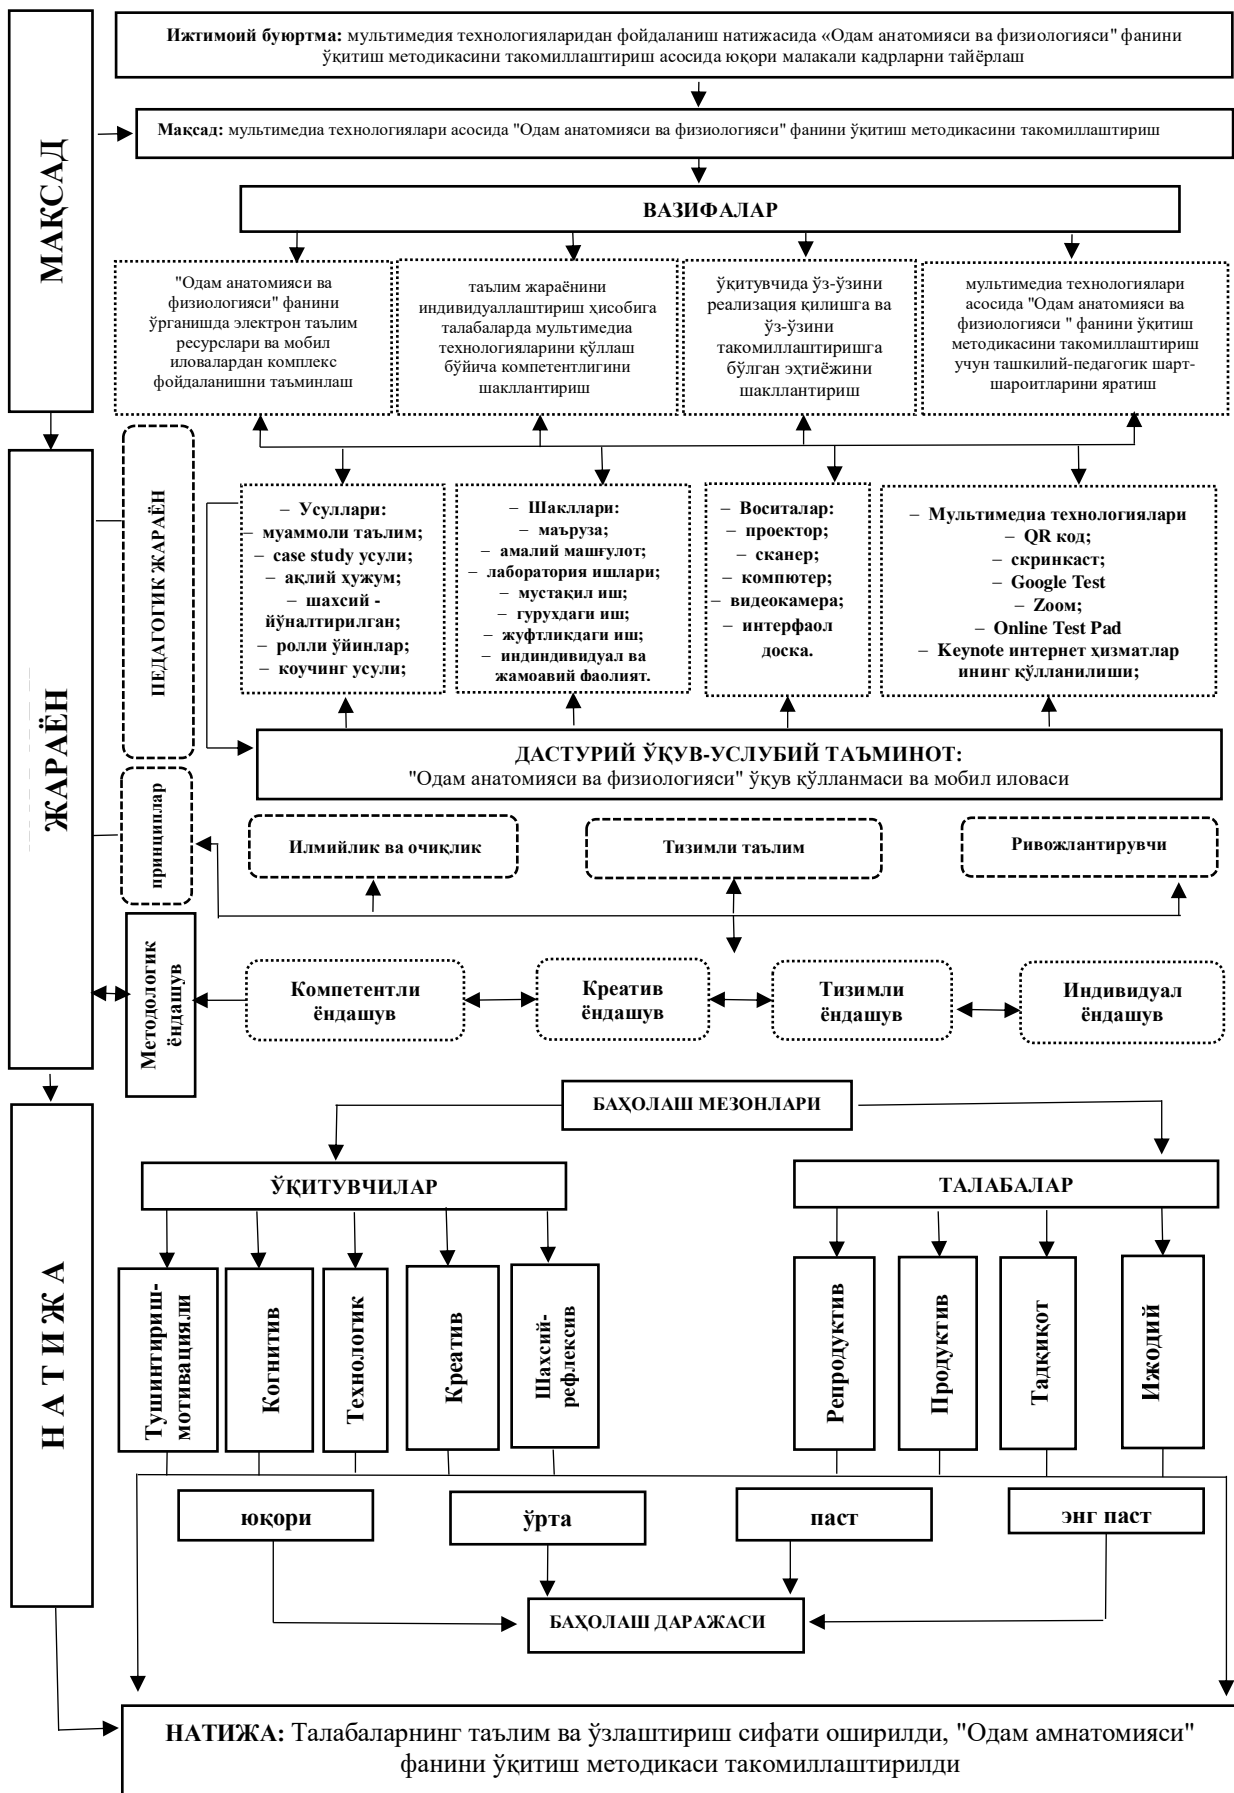 МАҚСАД
Ижтимоий буюртма: мультимедия технологияларидан фойдаланиш натижасида «Одам анатомияси ва физиологияси" фанини
ўқитиш методикасини такомиллаштириш асосида юқори малакали кадрларни тайёрлаш
Мақсад: мультимедиа технологиялари асосида "Одам анатомияси ва физиологияси" фанини ўқитиш методикасини такомиллаштириш
ВАЗИФАЛАР
"Одам анатомияси ва
физиологияси" фанини
ўрганишда электрон таълим
ресурслари ва мобил
иловалардан комплекс
фойдаланишни таъминлаш
таълим жараёнини
индивидуаллаштириш ҳисобига
талабаларда мультимедиа
технологияларини қўллаш
бўйича компетентлигини
шакллантириш
ўқитувчида ўз-ўзини
реализация қилишга ва
ўз-ўзини
такомиллаштиришга
бўлган эҳтиёжини
шакллантириш
мультимедиа технологиялари
асосида "Одам анатомияси ва
физиологияси " фанини ўқитиш
методикасини такомиллаштириш
учун ташкилий-педагогик шарт-
шароитларини яратиш
ЖАРАЁН
ПЕДАГОГИК ЖАРАЁН
– Усуллари:
– муаммоли таълим;
– case study усули;
– ақлий ҳужум;
– шахсий -
йўналтирилган;
– ролли ўйинлар;
– коучинг усули;
– Шакллари:
– маъруза;
– амалий машғулот;
– лаборатория ишлари;
– мустақил иш;
– гурухдаги иш;
– жуфтликдаги иш;
– индиндивидуал ва
жамоавий фаолият.
– Воситалар:
– проектор;
– сканер;
– компютер;
– видеокамера;
– интерфаол
доска.
– Мультимедиа технологиялари
– QR код;
– скринкаст;
– Google Test
– Zoом;
– Online Test Pad
– Keynote интернет ҳизматлар
ининг қўлланилиши;
ДАСТУРИЙ ЎҚУВ-УСЛУБИЙ ТАЪМИНОТ:
"Одам анатомияси ва физиологияси" ўқув қўлланмаси ва мобил иловаси
принциплар
Илмийлик ва очиқлик
Тизимли таълим
Ривожлантирувчи
Методологик
ёндашув
Компетентли
ёндашув
Креатив
ёндашув
Тизимли
ёндашув
Индивидуал
ёндашув
Н А Т И Ж А
БАҲОЛАШ МЕЗОНЛАРИ
ЎҚИТУВЧИЛАР
ТАЛАБАЛАР
Тушинтириш-
мотивацияли
Когнитив
Технологик
Креатив
Шахсий-
рефлексив
Репродуктив
Продуктив
Тадқиқот
Ижодий
юқори
ўрта
паст
энг паст
БАҲОЛАШ ДАРАЖАСИ
НАТИЖА: Талабаларнинг таълим ва ўзлаштириш сифати оширилди, "Одам амнатомияси"
фанини ўқитиш методикаси такомиллаштирилди